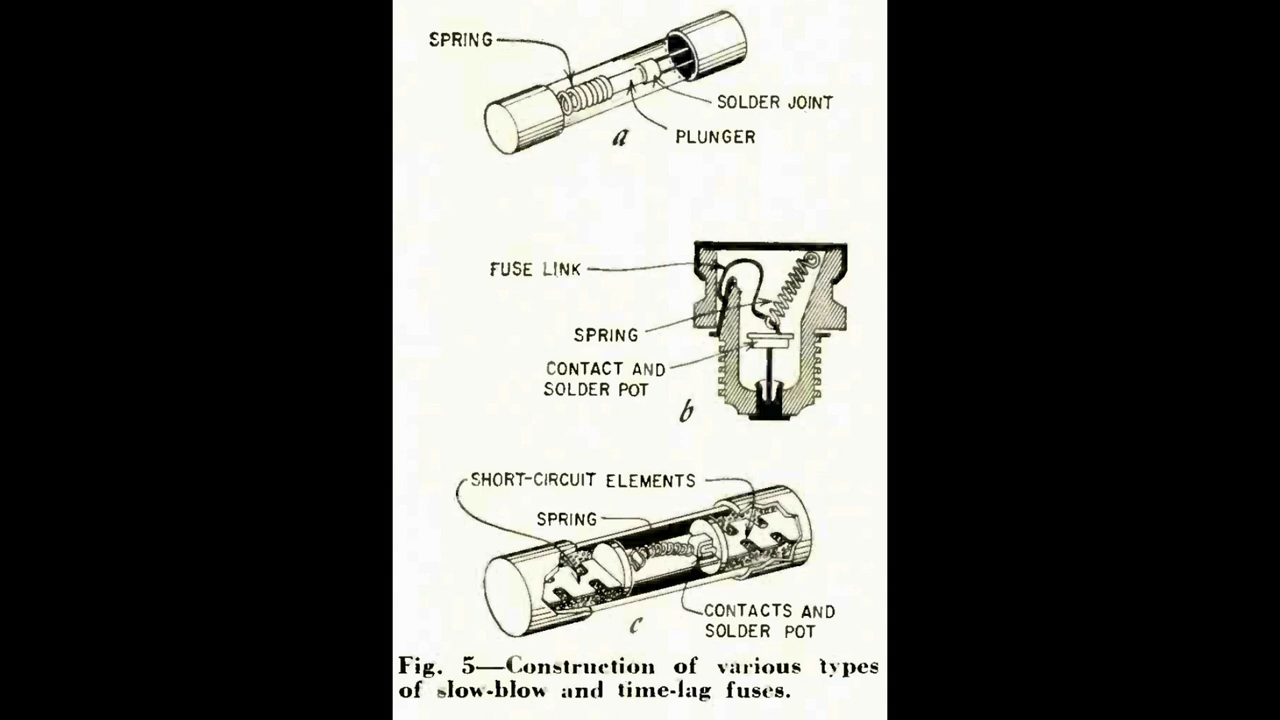 SPRING
SOLDER JOINT
PLUNGER
a
FUSE LINK
SPRING
CONTACT AND
SOLDER POT
b
SHORT-CIRCUIT ELEMENTS
SPRING
CONTACTS AND
SOLDER POT
c
Fig. 5—Construction of various types
of slow-blow and time-lag fuses.